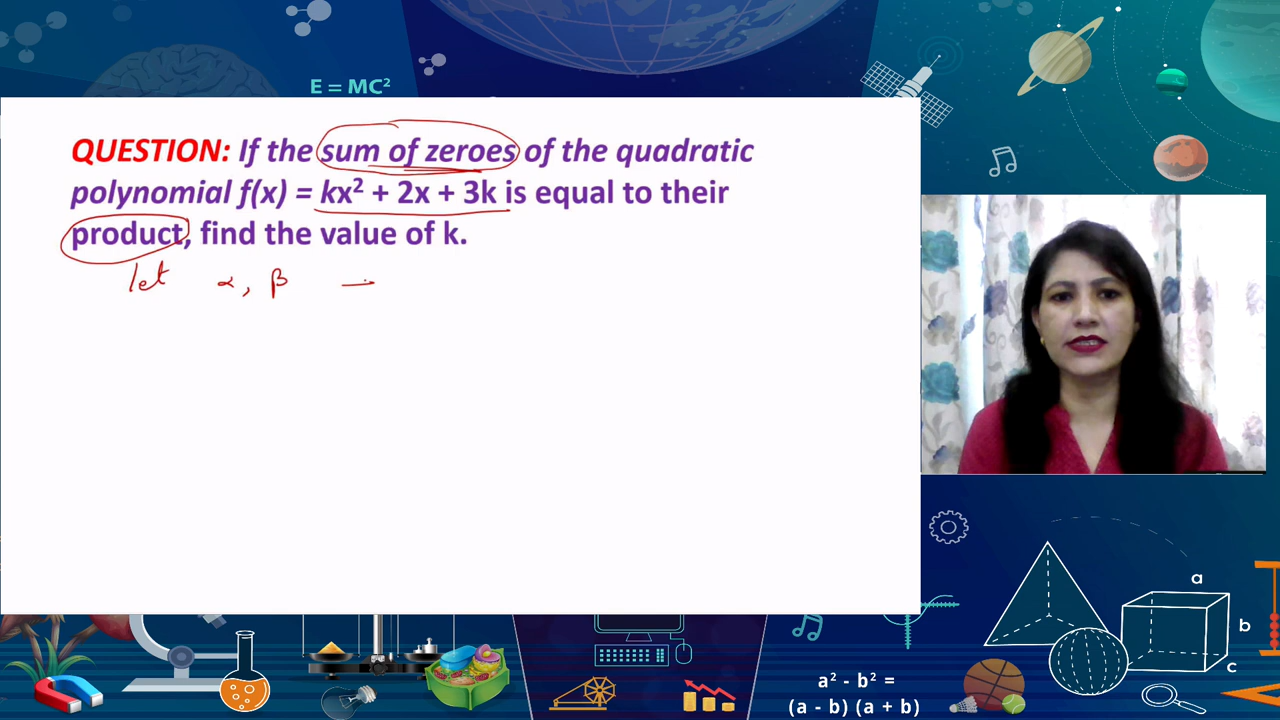 E = MC²
QUESTION: If the sum of zeroes of the quadratic
polynomial f(x) = kx² + 2x + 3k is equal to their
product, find the value of k.
let α, β →
a
b
c
a² - b² =
(a - b) (a + b)